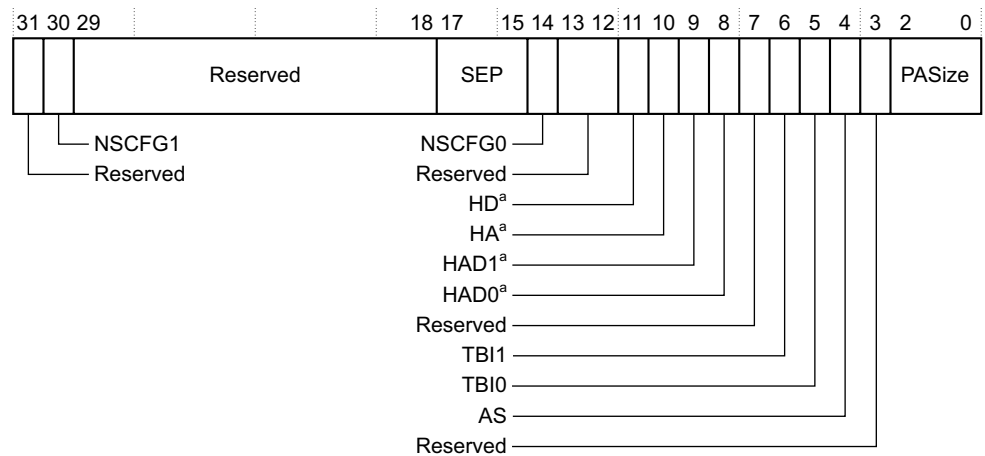 31 30 29 18 17 15 14 13 12 11 10 9 8 7 6 5 4 3 2 0
Reserved SEP PASize
NSCFG1 NSCFG0
Reserved Reserved
HDᵃ
HAᵃ
HAD1ᵃ
HAD0ᵃ
Reserved
TBI1
TBI0
AS
Reserved